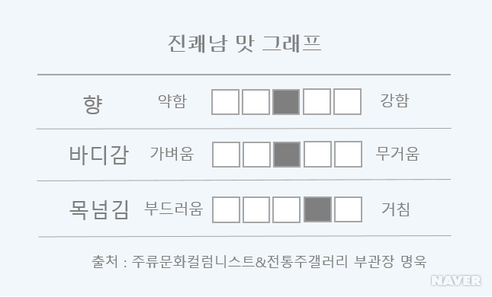 진쾌남 맛 그래프
향 약함 강함
바디감 가벼움 무거움
목넘김 부드러움 거침
출처 : 주류문화컬럼니스트&전통주갤러리 부관장 명욱
NAVER